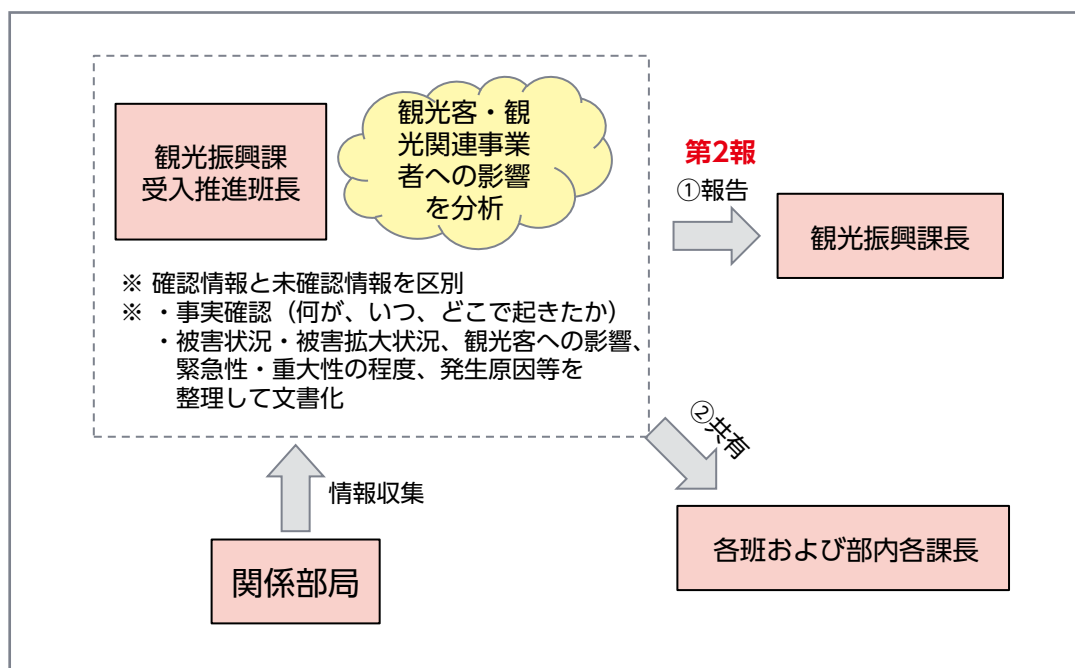 観光振興課
受入推進班長
観光客・観
光関連事業
者への影響
を分析
第2報
①報告
観光振興課長
※ 確認情報と未確認情報を区別
※ ・事実確認（何が、いつ、どこで起きたか）
・被害状況・被害拡大状況、観光客への影響、
緊急性・重大性の程度、発生原因等を
整理して文書化
②共有
情報収集
関係部局
各班および部内各課長